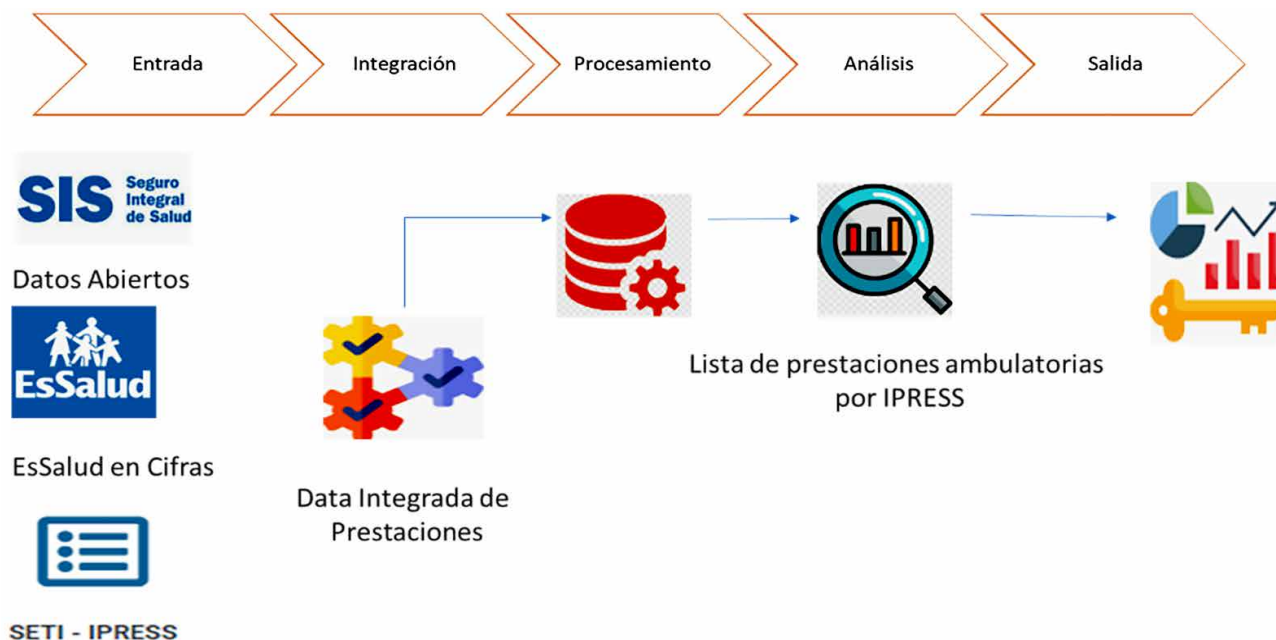 Entrada
Integración
Procesamiento
Análisis
Salida
SIS
Seguro
Integral
de Salud
Datos Abiertos
EsSalud
EsSalud en Cifras
SETI - IPRESS
Data Integrada de
Prestaciones
Lista de prestaciones ambulatorias
por IPRESS